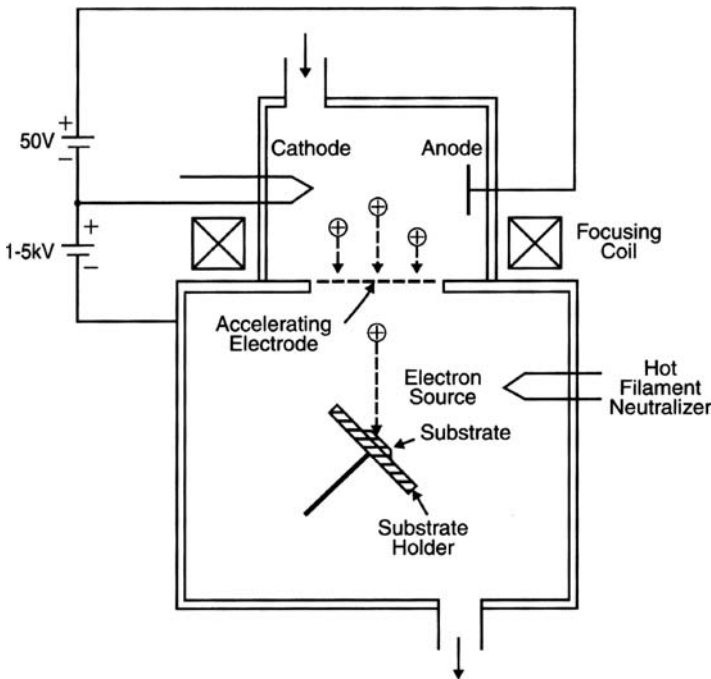 +
50V
−
Cathode
Anode
+
1-5kV
−
Focusing
Coil
+
+
+
Accelerating
Electrode
+
Electron
Source
Hot
Filament
Neutralizer
Substrate
Substrate
Holder